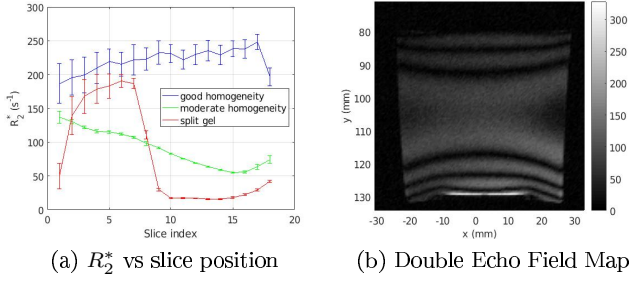 300
250
200
150
100
50
0
R₂* (s⁻¹)
good homogeneity
moderate homogeneity
split gel
0 5 10 15 20
Slice index
(a) R₂* vs slice position
80
90
100
110
120
130
y (mm)
-30 -20 -10 0 10 20 30
x (mm)
300
250
200
150
100
50
0
(b) Double Echo Field Map